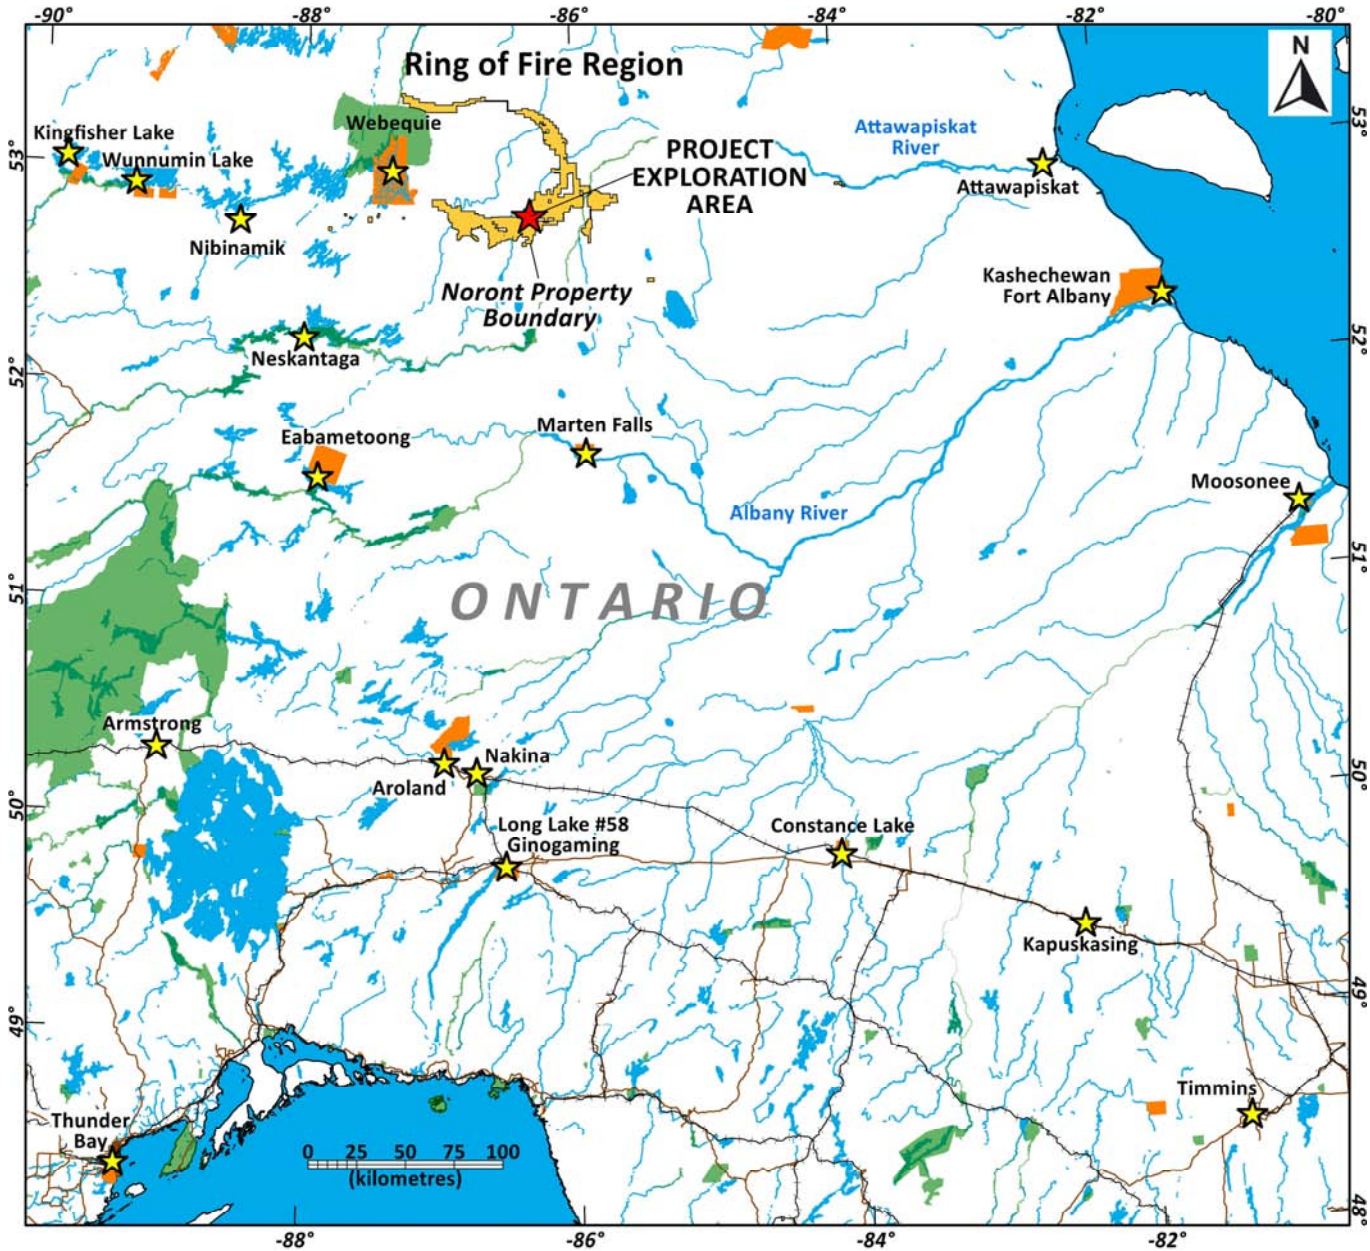 -90°
-88°
-86°
-84°
-82°
-80°
N
Ring of Fire Region
Kingfisher Lake
Wunnumin Lake
Webequie
PROJECT
EXPLORATION
AREA
Attawapiskat
River
Attawapiskat
53°
53°
Nibinamik
Noront Property
Boundary
Kashechewan
Fort Albany
Neskantaga
52°
52°
Eabametoong
Marten Falls
Albany River
Moosonee
51°
51°
ONTARIO
Armstrong
Aroland
Nakina
50°
50°
Long Lake #58
Ginogaming
Constance Lake
Kapuskasing
49°
49°
Timmins
Thunder
Bay
0 25 50 75 100
(kilometres)
48°
-88°
-86°
-84°
-82°